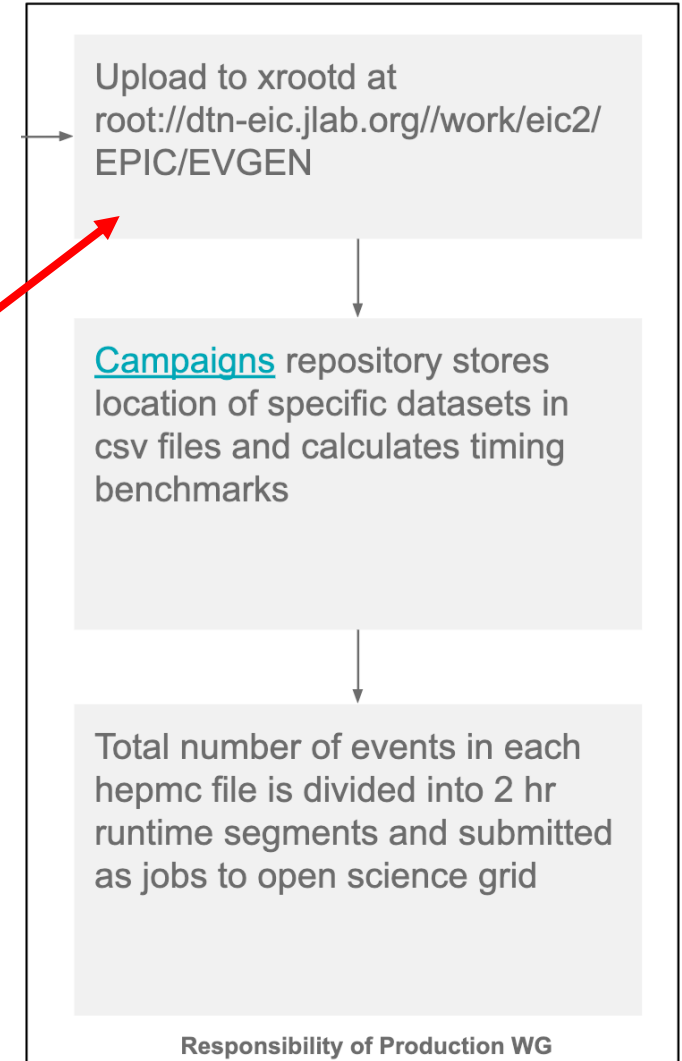 Upload to xrootd at
root://dtn-eic.jlab.org//work/eic2/
EPIC/EVGEN
Campaigns repository stores
location of specific datasets in
csv files and calculates timing
benchmarks
Total number of events in each
hepmc file is divided into 2 hr
runtime segments and submitted
as jobs to open science grid
Responsibility of Production WG